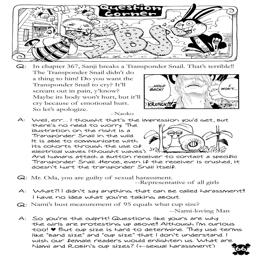 Question Corner
Q: In chapter 367, Sanji breaks a Transponder Snail. That's terrible!!
The Transponder Snail didn't do
a thing to him! Do you want the
Transponder Snail to cry? It'll
scream out in pain, y'know?
Maybe its body won't hurt, but it'll
cry because of emotional hurt.
So let's apologize.
--Naoko
A: Well, err... I thought that's the impression you'd get, but
there's no need to worry. The
illustration on the right is a
Transponder Snail in the wild.
It is able to communicate with
its cohorts through the use of
electrical waves (thought waves)
And humans attach a button receiver to contact a specific
Transponder Snail. Hence, even if the receiver is crushed, it
doesn't hurt the Transponder Snail itself.
Q: Mr. Oda, you are guilty of sexual harassment.
--Representative of all girls
A: What?! I didn't say anything that can be called harassment!!
I have no idea what you're talking about.
Q: Nami's bust measurement of 95 equals what cup size?
--Nami-loving Man
A: So you're the culprit! Questions like yours are why
the girls are protesting us above! Although I'm curious
too! ♥ But cup size is hard to determine. They use terms
like "band size" and "cup size" that I don't understand. I
wish our female readers would enlighten us. What are
Nami and Robin's cup sizes? (←sexual harassment)